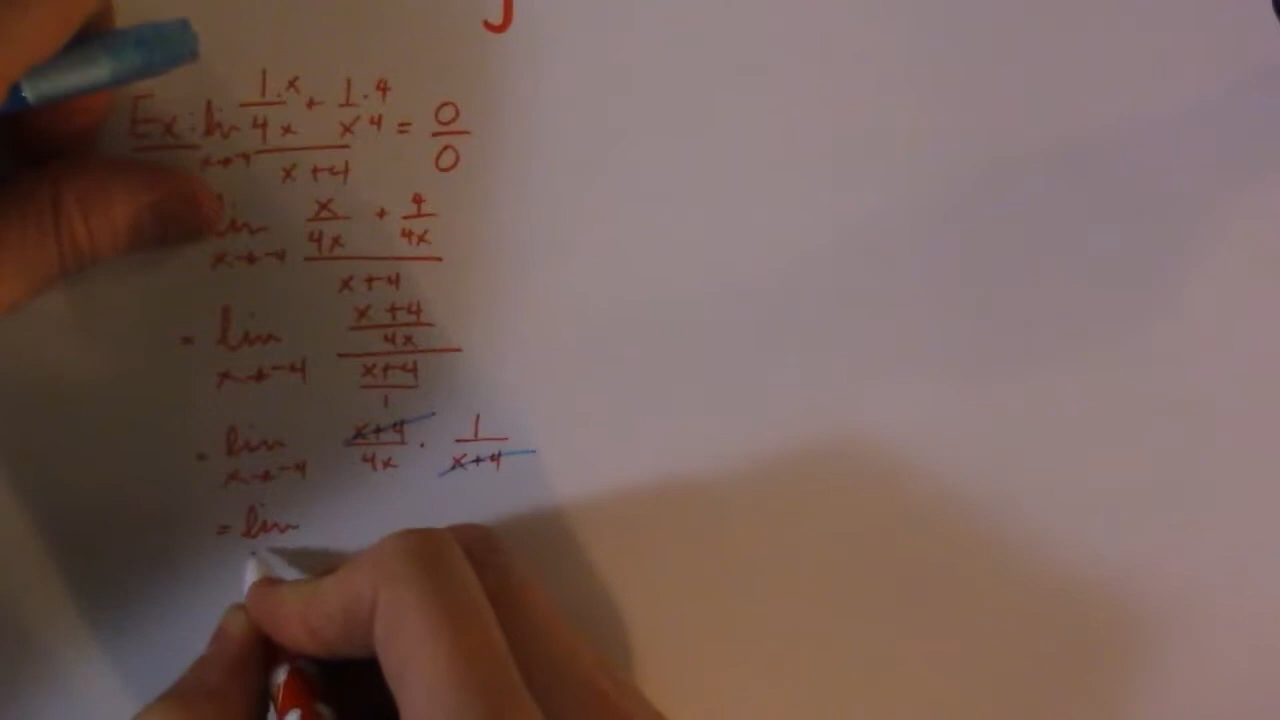 Ex: lim x→-4 (1·x/4x + 1·4/x4)/(x+4) = 0/0
lim x→-4 (x/4x + 4/4x)/(x+4)
= lim x→-4 ((x+4)/4x)/((x+4)/1)
= lim x→-4 (x+4)/4x · 1/(x+4)
= lim